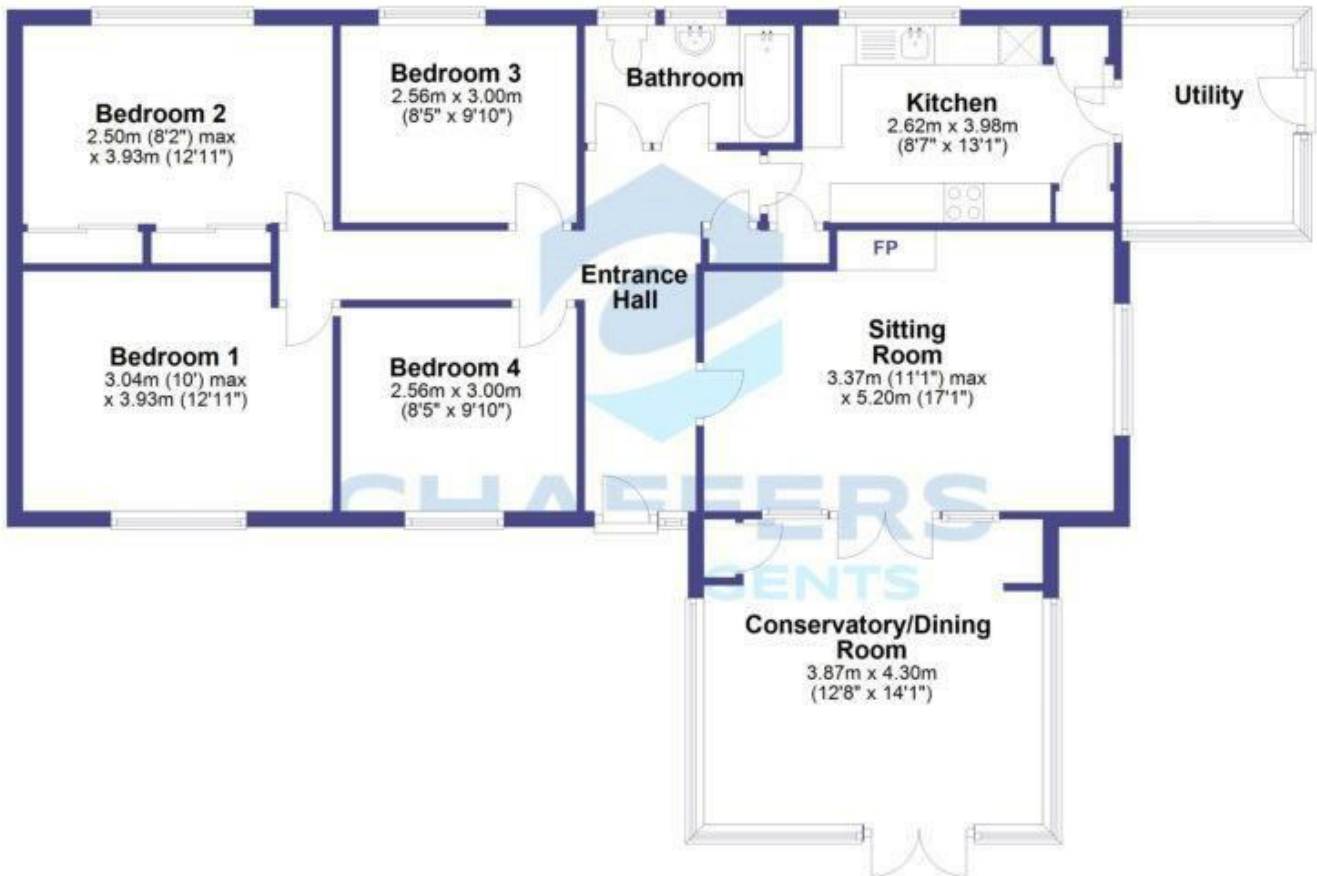 Bedroom 2
2.50m (8'2") max
x 3.93m (12'11")
Bedroom 3
2.56m x 3.00m
(8'5" x 9'10")
Bathroom
Kitchen
2.62m x 3.98m
(8'7" x 13'1")
Utility
Bedroom 1
3.04m (10') max
x 3.93m (12'11")
Bedroom 4
2.56m x 3.00m
(8'5" x 9'10")
Entrance
Hall
FP
Sitting
Room
3.37m (11'1") max
x 5.20m (17'1")
CHAFFERS
GENTS
Conservatory/Dining
Room
3.87m x 4.30m
(12'8" x 14'1")